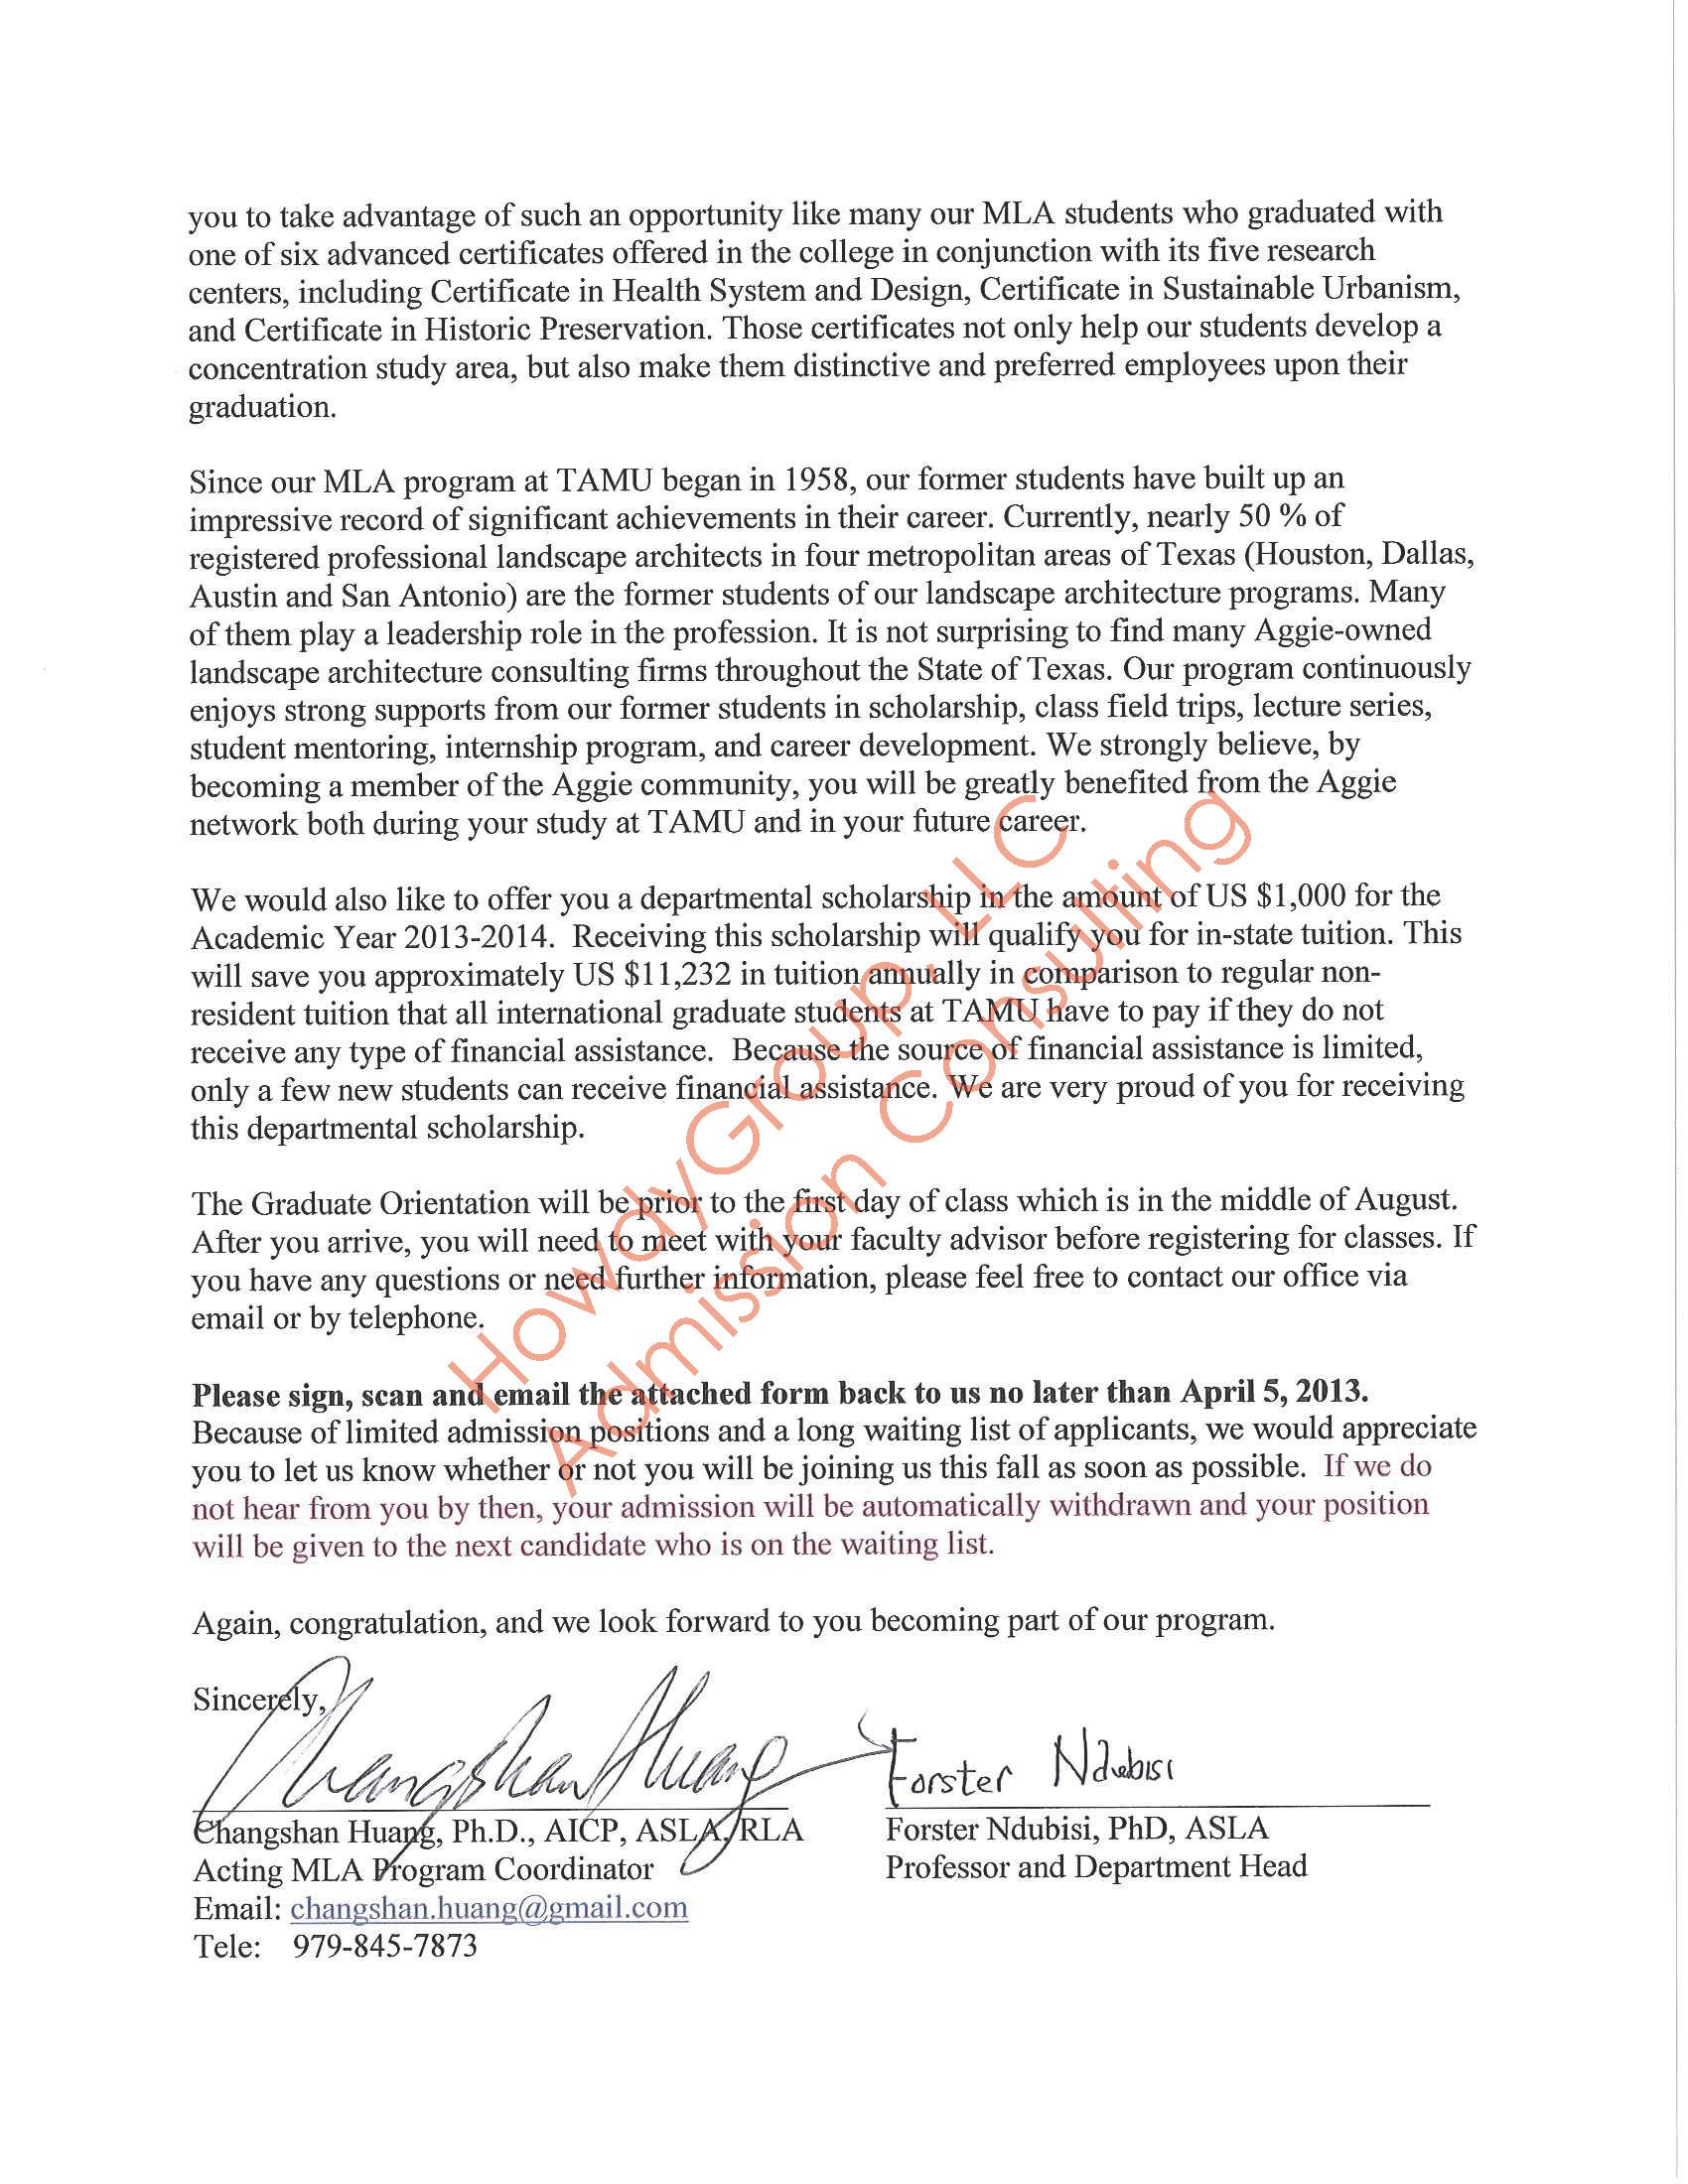 you to take advantage of such an opportunity like many our MLA students who graduated with
one of six advanced certificates offered in the college in conjunction with its five research
centers, including Certificate in Health System and Design, Certificate in Sustainable Urbanism,
and Certificate in Historic Preservation. Those certificates not only help our students develop a
concentration study area, but also make them distinctive and preferred employees upon their
graduation.
Since our MLA program at TAMU began in 1958, our former students have built up an
impressive record of significant achievements in their career. Currently, nearly 50 % of
registered professional landscape architects in four metropolitan areas of Texas (Houston, Dallas,
Austin and San Antonio) are the former students of our landscape architecture programs. Many
of them play a leadership role in the profession. It is not surprising to find many Aggie-owned
landscape architecture consulting firms throughout the State of Texas. Our program continuously
enjoys strong supports from our former students in scholarship, class field trips, lecture series,
student mentoring, internship program, and career development. We strongly believe, by
becoming a member of the Aggie community, you will be greatly benefited from the Aggie
network both during your study at TAMU and in your future career.
We would also like to offer you a departmental scholarship in the amount of US $1,000 for the
Academic Year 2013-2014. Receiving this scholarship will qualify you for in-state tuition. This
will save you approximately US $11,232 in tuition annually in comparison to regular non-
resident tuition that all international graduate students at TAMU have to pay if they do not
receive any type of financial assistance. Because the source of financial assistance is limited,
only a few new students can receive financial assistance. We are very proud of you for receiving
this departmental scholarship.
The Graduate Orientation will be prior to the first day of class which is in the middle of August.
After you arrive, you will need to meet with your faculty advisor before registering for classes. If
you have any questions or need further information, please feel free to contact our office via
email or by telephone.
Please sign, scan and email the attached form back to us no later than April 5, 2013.
Because of limited admission positions and a long waiting list of applicants, we would appreciate
you to let us know whether or not you will be joining us this fall as soon as possible. If we do
not hear from you by then, your admission will be automatically withdrawn and your position
will be given to the next candidate who is on the waiting list.
Again, congratulation, and we look forward to you becoming part of our program.
Sincerely,
Changshan Huang
Forster Ndubisi
Changshan Huang, Ph.D., AICP, ASLA, RLA
Forster Ndubisi, PhD, ASLA
Acting MLA Program Coordinator
Professor and Department Head
Email: changshan.huang@gmail.com
Tele: 979-845-7873
HowdyGroup, LLC
Admission Consulting